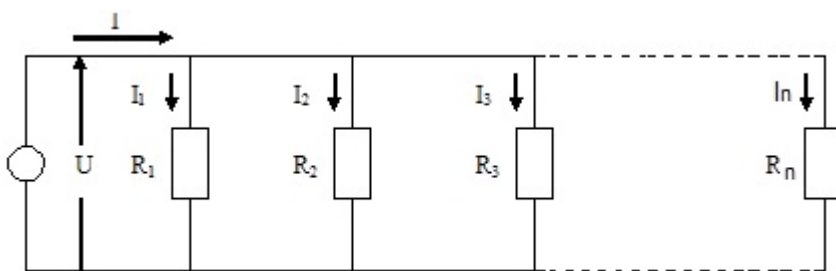 I
I₁ I₂ I₃ In
U R₁ R₂ R₃ Rn